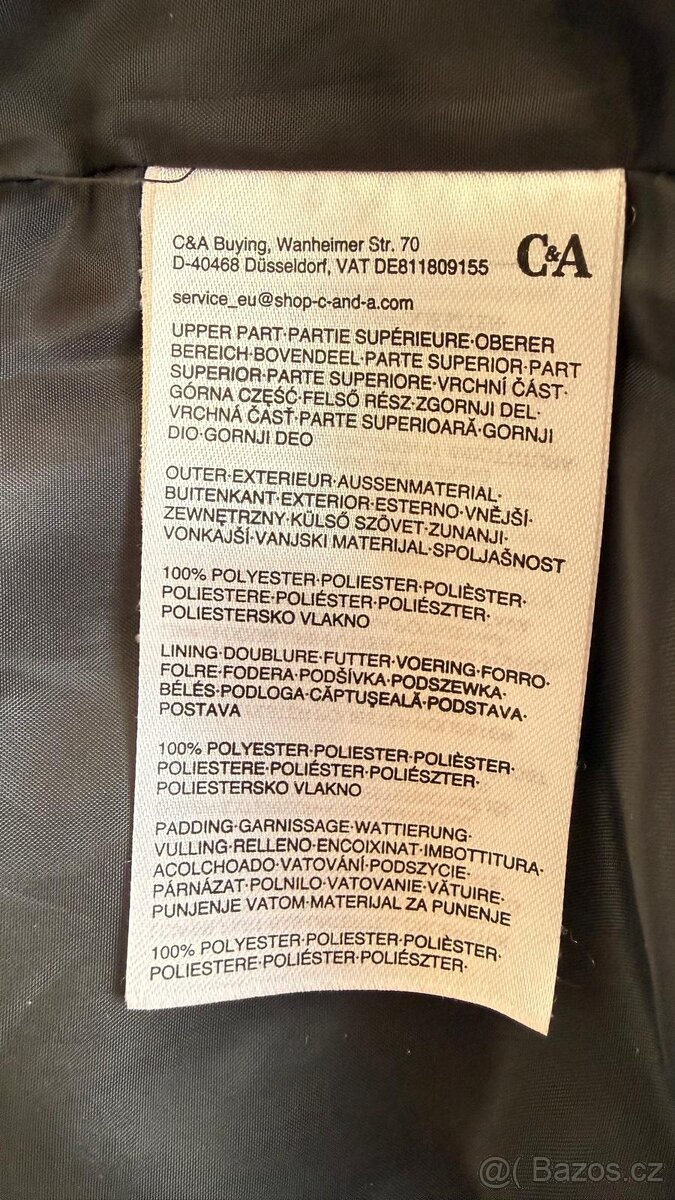 C&A Buying, Wanheimer Str. 70
D-40468 Düsseldorf, VAT DE811809155
C&A
service_eu@shop-c-and-a.com
UPPER PART·PARTIE SUPÉRIEURE·OBERER
BEREICH·BOVENDEEL·PARTE SUPERIOR·PART
SUPERIOR·PARTE SUPERIORE·VRCHNÍ ČÁST·
GÓRNA CZĘŚĆ·FELSŐ RÉSZ·ZGORNJI DEL·
VRCHNÁ ČASŤ·PARTE SUPERIOARĂ·GORNJI
DIO·GORNJI DEO
OUTER·EXTERIEUR·AUSSENMATERIAL·
BUITENKANT·EXTERIOR·ESTERNO·VNĚJŠÍ·
ZEWNĘTRZNY·KÜLSŐ SZÖVET·ZUNANJI·
VONKAJŠÍ·VANJSKI MATERIJAL·SPOLJAŠNOST
100% POLYESTER·POLIESTER·POLIÈSTER·
POLIESTERE·POLIÉSTER·POLIÉSZTER·
POLIESTERSKO VLAKNO
LINING·DOUBLURE·FUTTER·VOERING·FORRO·
FOLRE·FODERA·PODŠÍVKA·PODSZEWKA·
BÉLÉS·PODLOGA·CĂPTUŞEALĂ·PODSTAVA·
POSTAVA
100% POLYESTER·POLIESTER·POLIÈSTER·
POLIESTERE·POLIÉSTER·POLIÉSZTER·
POLIESTERSKO VLAKNO
PADDING·GARNISSAGE·WATTIERUNG·
VULLING·RELLENO·ENCOIXINAT·IMBOTTITURA·
ACOLCHOADO·VATOVÁNÍ·PODSZYCIE·
PÁRNÁZAT·POLNILO·VATOVANIE·VĂTUIRE·
PUNJENJE VATOM·MATERIJAL ZA PUNENJE
100% POLYESTER·POLIESTER·POLIÈSTER·
POLIESTERE·POLIÉSTER·POLIÉSZTER·
@( Bazos.cz